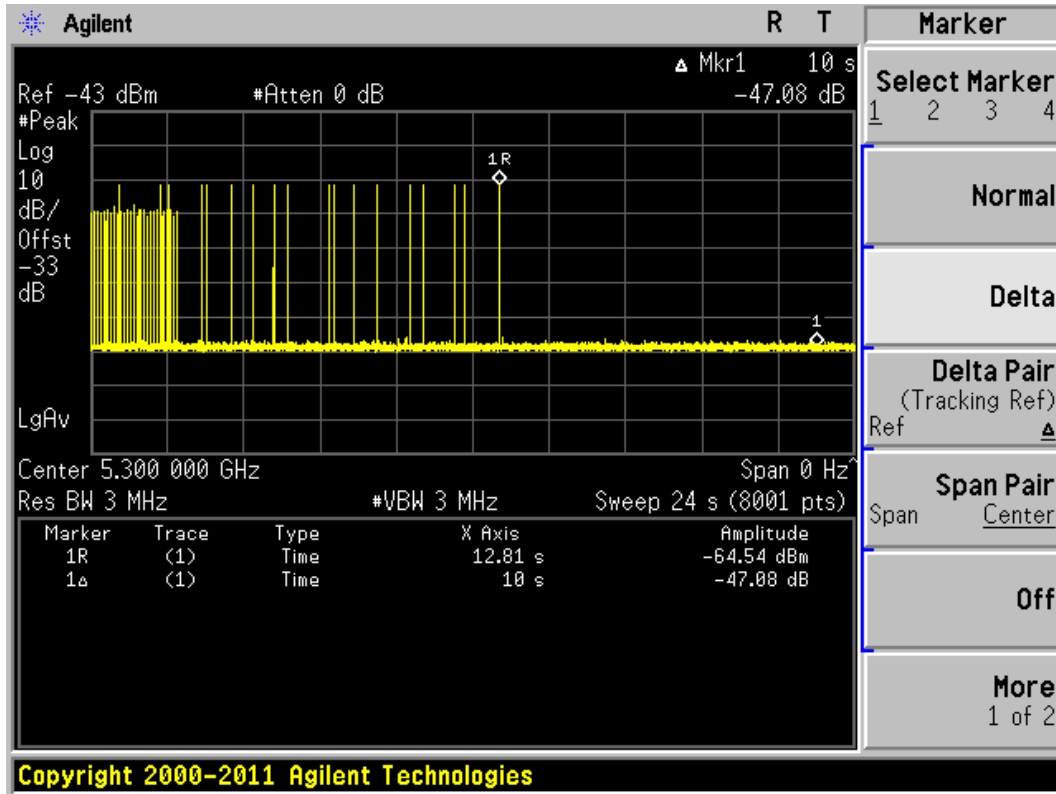 Agilent R T
Δ Mkr1 10 s
Ref -43 dBm #Atten 0 dB -47.08 dB
#Peak
Log
10
dB/
Offst
-33
dB
1R
1
LgAv
Center 5.300 000 GHz Span 0 Hz^
Res BW 3 MHz #VBW 3 MHz Sweep 24 s (8001 pts)
Marker Trace Type X Axis Amplitude
1R (1) Time 12.81 s -64.54 dBm
1Δ (1) Time 10 s -47.08 dB
Marker
Select Marker
1 2 3 4
Normal
Delta
Delta Pair
(Tracking Ref)
Ref Δ
Span Pair
Span Center
Off
More
1 of 2
Copyright 2000-2011 Agilent Technologies